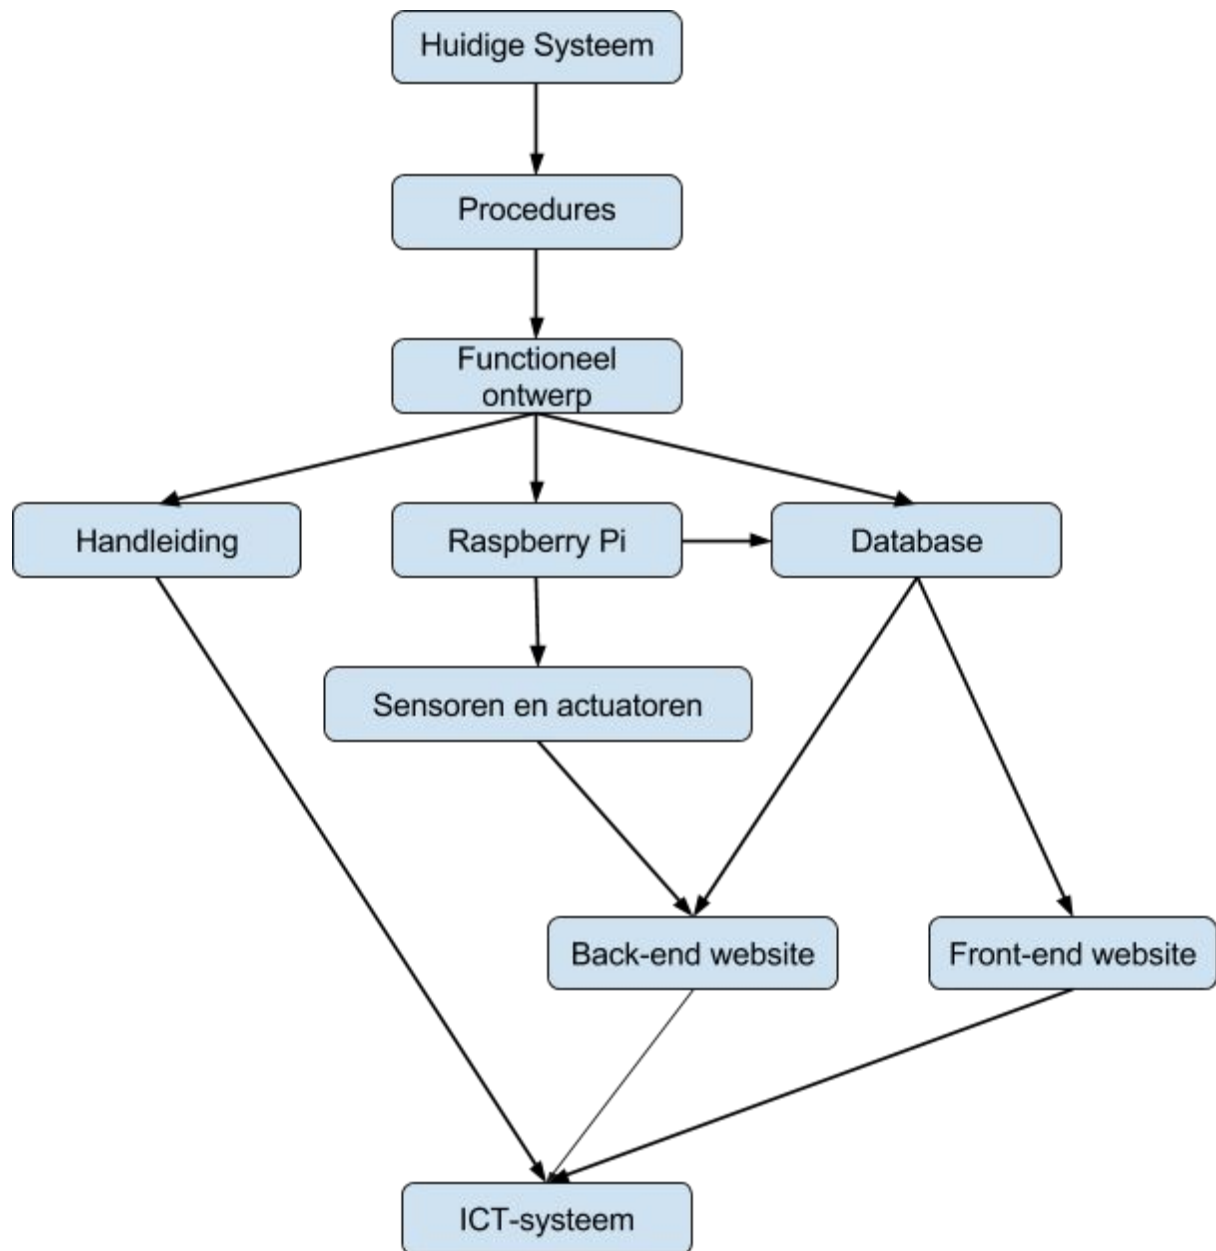 Huidige Systeem
Procedures
Functioneel
ontwerp
Handleiding
Raspberry Pi
Database
Sensoren en actuatoren
Back-end website
Front-end website
ICT-systeem